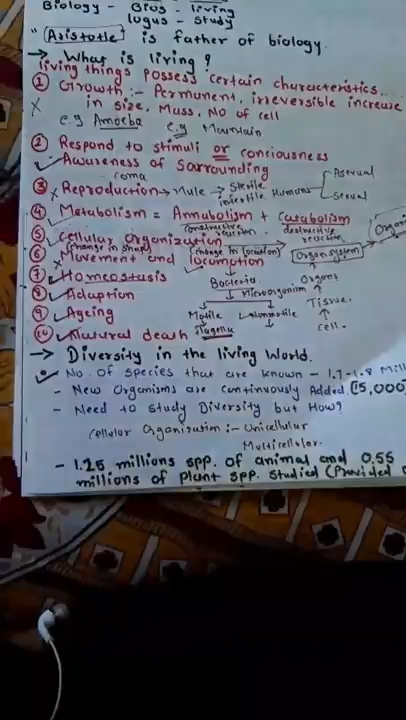 Biology - Bios - living
logus - study
" Aristotle is father of biology.
→ What is living?
living things possess certain characteristics....
① Growth :- Permanent, irreversible increase
X in size, Mass, No of cell
e.g Amoeba e.g Mountain
② Respond to stimuli or conciousness
✓ Awareness of Sarrounding
coma
③ X Reproduction → Mule → Sterile Humans Asexual
infertile Sexual
④ Metabolism = Annabolism + Catabolism
constructive reaction destructive reaction
⑤ Cellular Organization → Organ system
⑥ change in shape change in location
Movement and locomotion
⑦ Homeostasis Bacteria Organs
⑧ Adaption Microorganism Tissue.
⑨ Ageing Motile Nonmotile cell.
⑩ Natural death flagella
→ Diversity in the living World.
✓ No. of species that are known - 1.7-1.8 Mill
- New Organisms are continuously Added (15,000
- Need to study Diversity but How?
Cellular Organization :- Unicellular
Multicellular.
- 1.25 millions spp. of animal and 0.55
millions of plant spp. studied (Provided